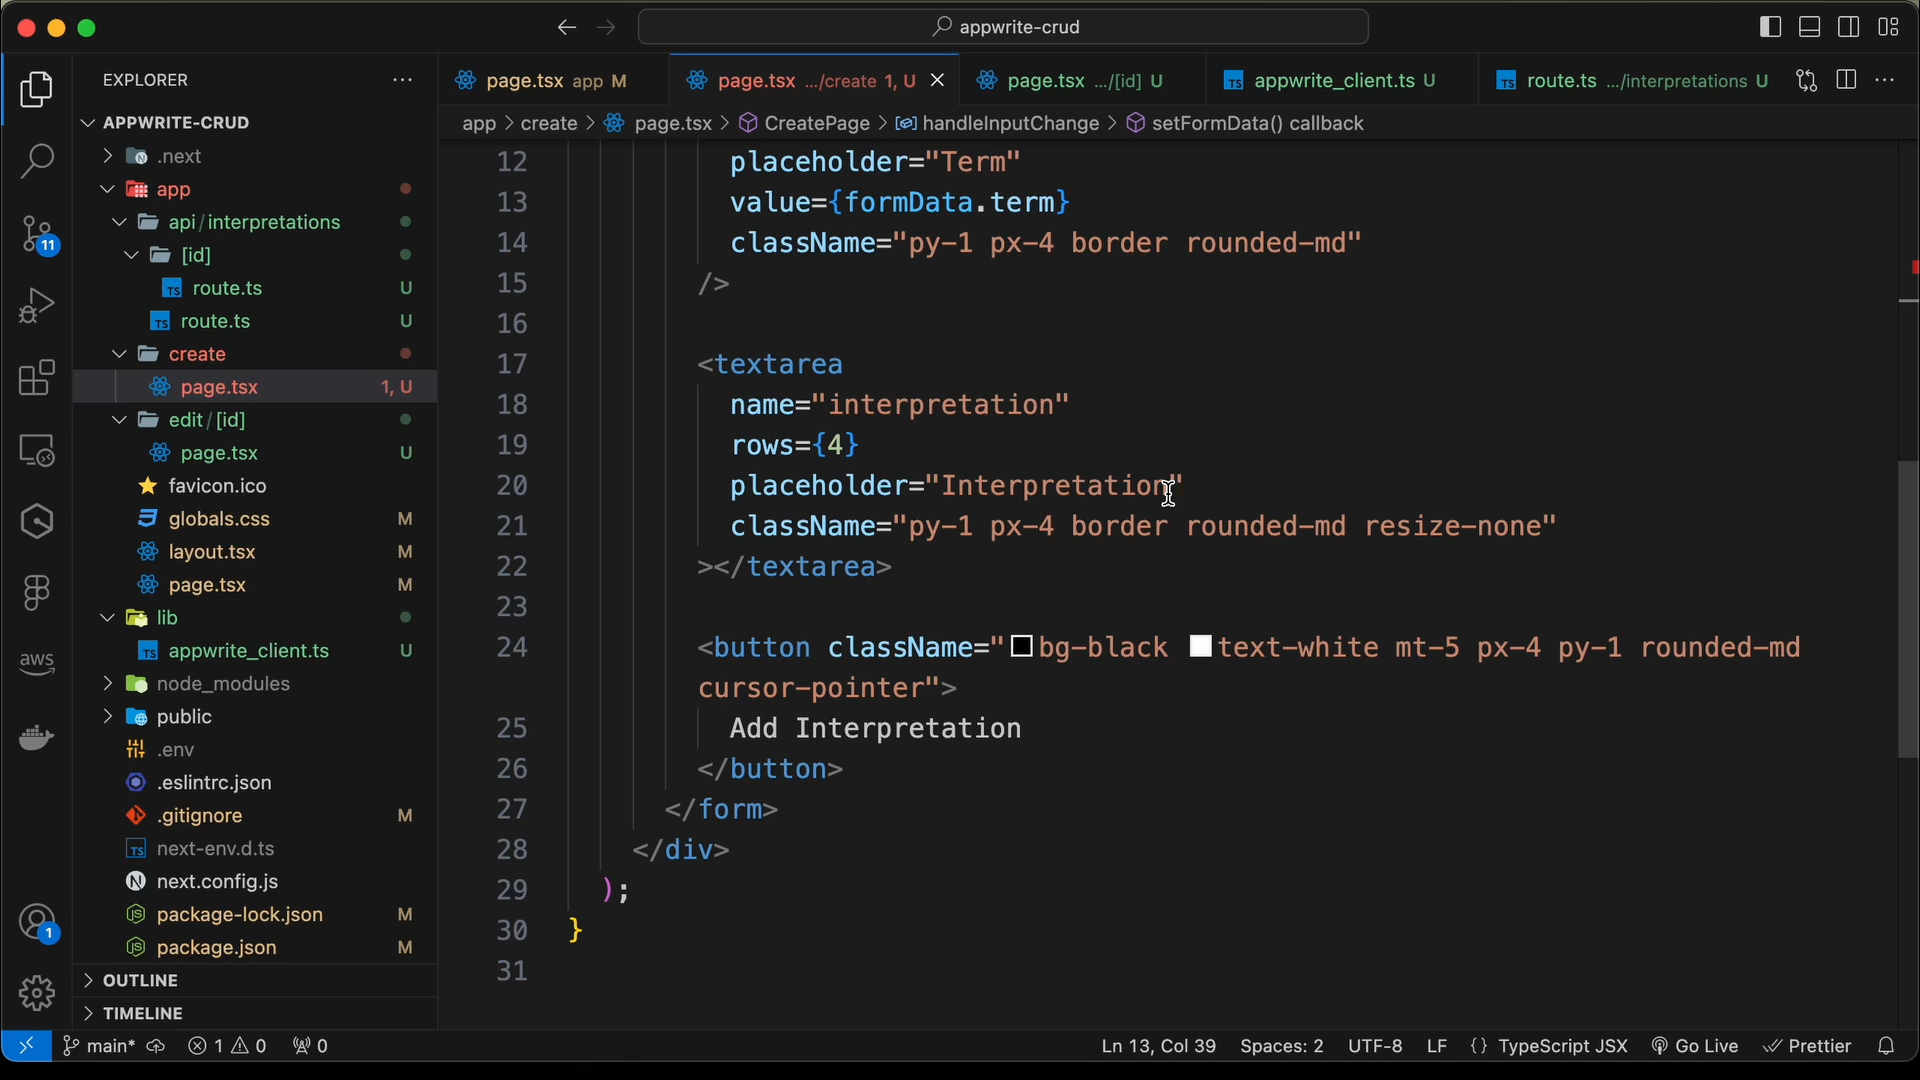 appwrite-crud
EXPLORER
APPWRITE-CRUD
.next
app
api/interpretations
[id]
route.ts U
route.ts U
create
page.tsx 1, U
edit/[id]
page.tsx U
favicon.ico
globals.css M
layout.tsx M
page.tsx M
lib
appwrite_client.ts U
node_modules
public
.env
.eslintrc.json
.gitignore M
next-env.d.ts
next.config.js
package-lock.json M
package.json M
OUTLINE
TIMELINE
11
aws
1
page.tsx app M
page.tsx .../create 1, U
page.tsx .../[id] U
appwrite_client.ts U
route.ts .../interpretations U
app > create > page.tsx > CreatePage > handleInputChange > setFormData() callback
12 placeholder="Term"
13 value={formData.term}
14 className="py-1 px-4 border rounded-md"
15 />
16
17 <textarea
18 name="interpretation"
19 rows={4}
20 placeholder="Interpretation"
21 className="py-1 px-4 border rounded-md resize-none"
22 ></textarea>
23
24 <button className="bg-black text-white mt-5 px-4 py-1 rounded-md
cursor-pointer">
25 Add Interpretation
26 </button>
27 </form>
28 </div>
29 );
30 }
31
main* 1 0 0
Ln 13, Col 39 Spaces: 2 UTF-8 LF {} TypeScript JSX Go Live Prettier